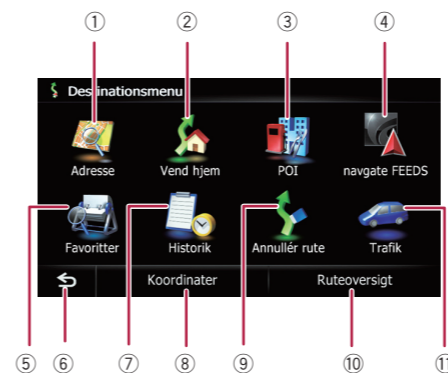 ① ② ③ ④
Destinationsmenu
Adresse Vend hjem POI navgate FEEDS
Favoritter Historik Annullér rute Trafik
Koordinater Ruteoversigt
⑤ ⑥ ⑦ ⑧ ⑨ ⑩ ⑪